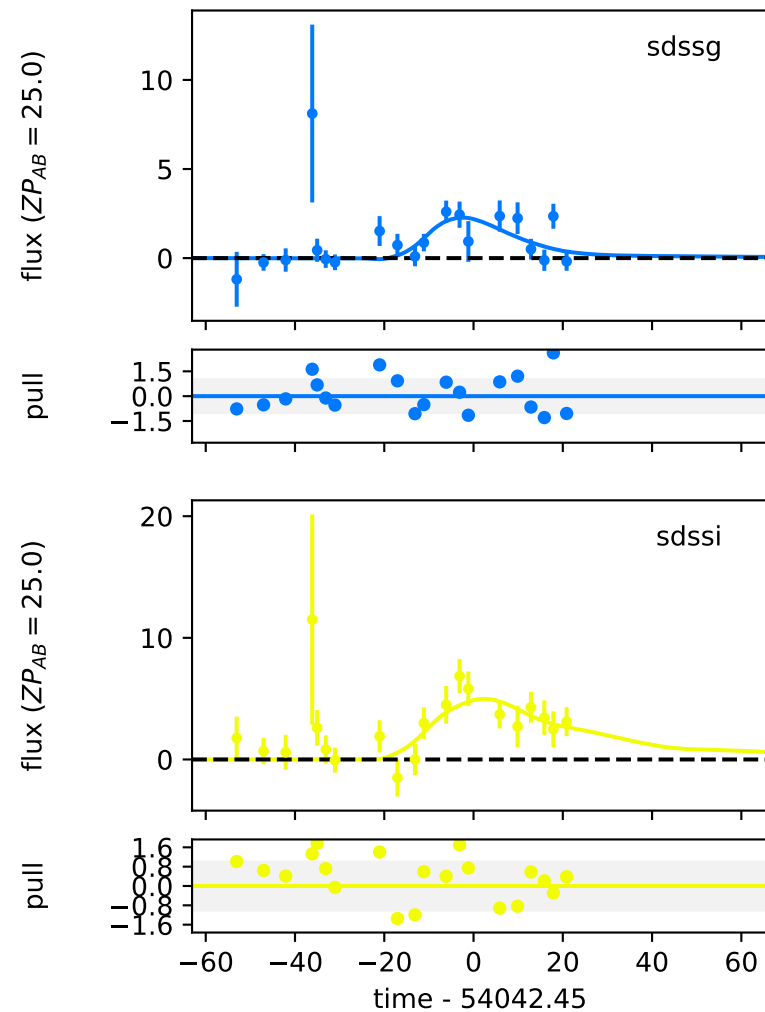 sdssg
flux (ZP_AB = 25.0)
10
5
0
pull
1.5
0.0
−1.5
sdssi
flux (ZP_AB = 25.0)
20
10
0
pull
1.6
0.8
0.0
−0.8
−1.6
−60 −40 −20 0 20 40 60
time - 54042.45